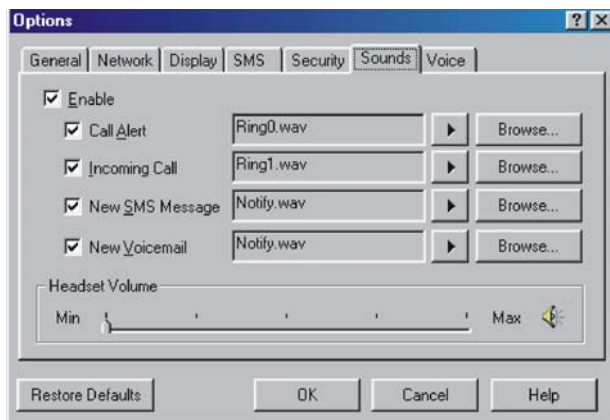 Options
General Network Display SMS Security Sounds Voice
Enable
Call Alert Ring0.wav Browse...
Incoming Call Ring1.wav Browse...
New SMS Message Notify.wav Browse...
New Voicemail Notify.wav Browse...
Headset Volume
Min Max
Restore Defaults OK Cancel Help